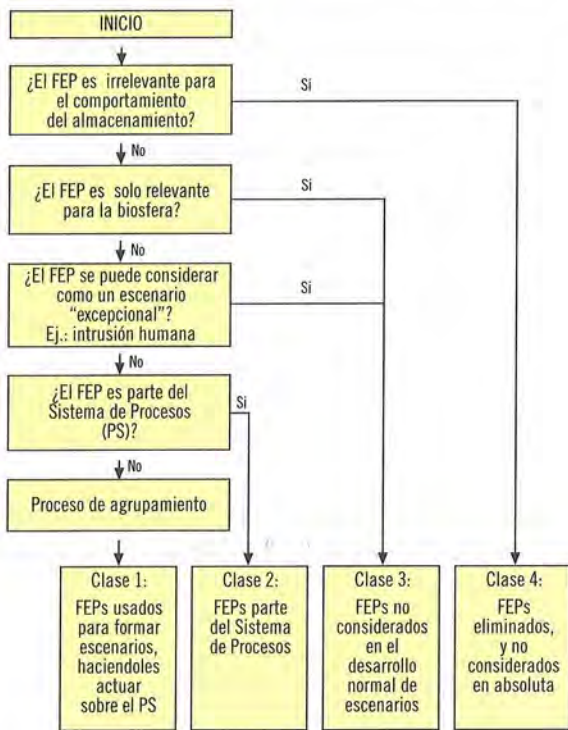 INICIO
¿El FEP es irrelevante para
el comportamiento
del almacenamiento?
Sí
No
¿El FEP es solo relevante
para la biosfera?
Sí
No
¿El FEP se puede considerar
como un escenario
“excepcional”?
Ej.: intrusión humana
Sí
No
¿El FEP es parte del
Sistema de Procesos
(PS)?
Sí
No
Proceso de agrupamiento
Clase 1:
FEPs usados
para formar
escenarios,
haciendoles
actuar
sobre el PS
Clase 2:
FEPs parte
del Sistema
de Procesos
Clase 3:
FEPs no
considerados
en el
desarrollo
normal de
escenarios
Clase 4:
FEPs
eliminados,
y no
considerados
en absoluta